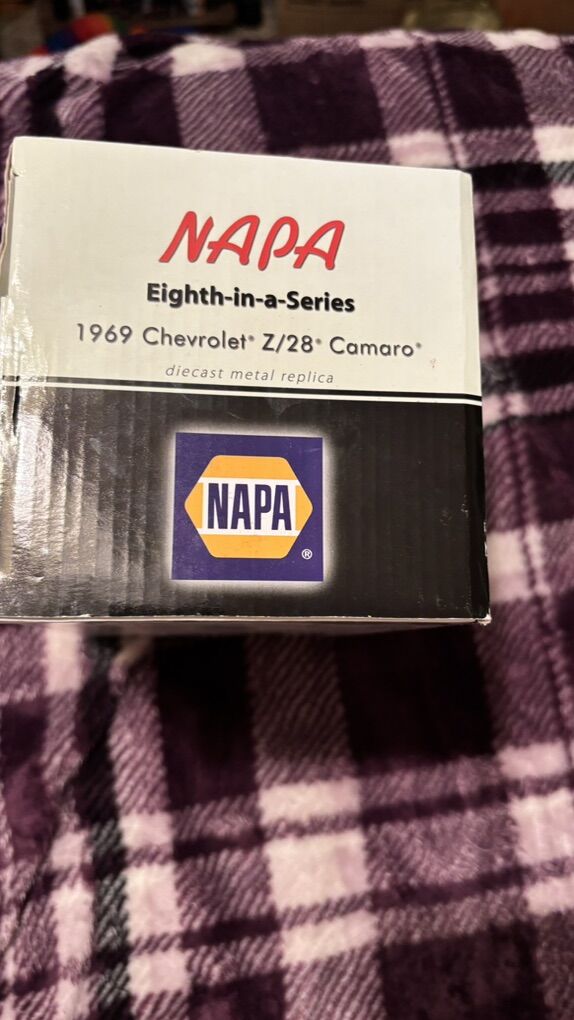 NAPA
Eighth-in-a-Series
1969 Chevrolet® Z/28® Camaro®
diecast metal replica
NAPA
®